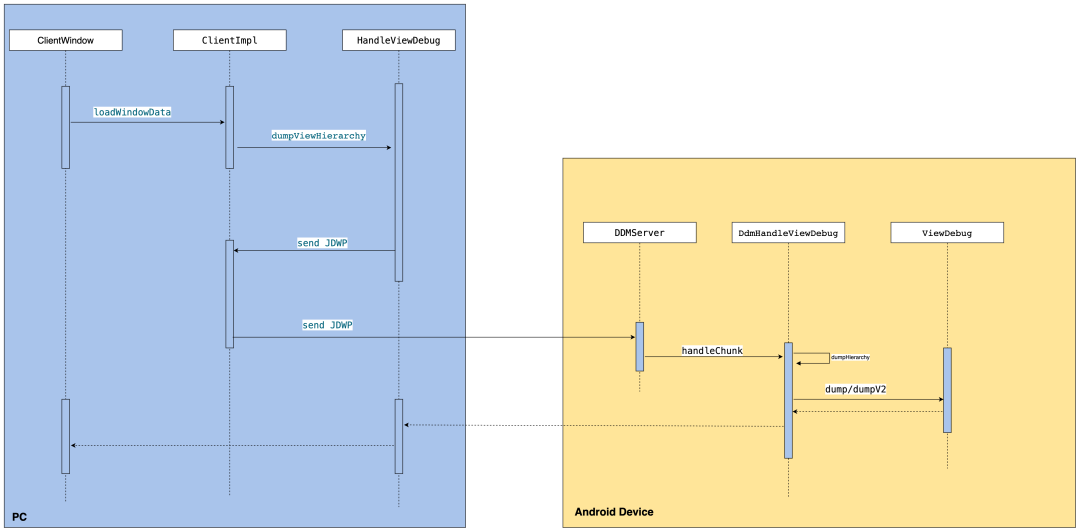 ClientWindow
ClientImpl
HandleViewDebug
loadWindowData
dumpViewHierarchy
send JDWP
send JDWP
PC
DDMServer
DdmHandleViewDebug
ViewDebug
handleChunk
dumpHierarchy
dump/dumpV2
Android Device